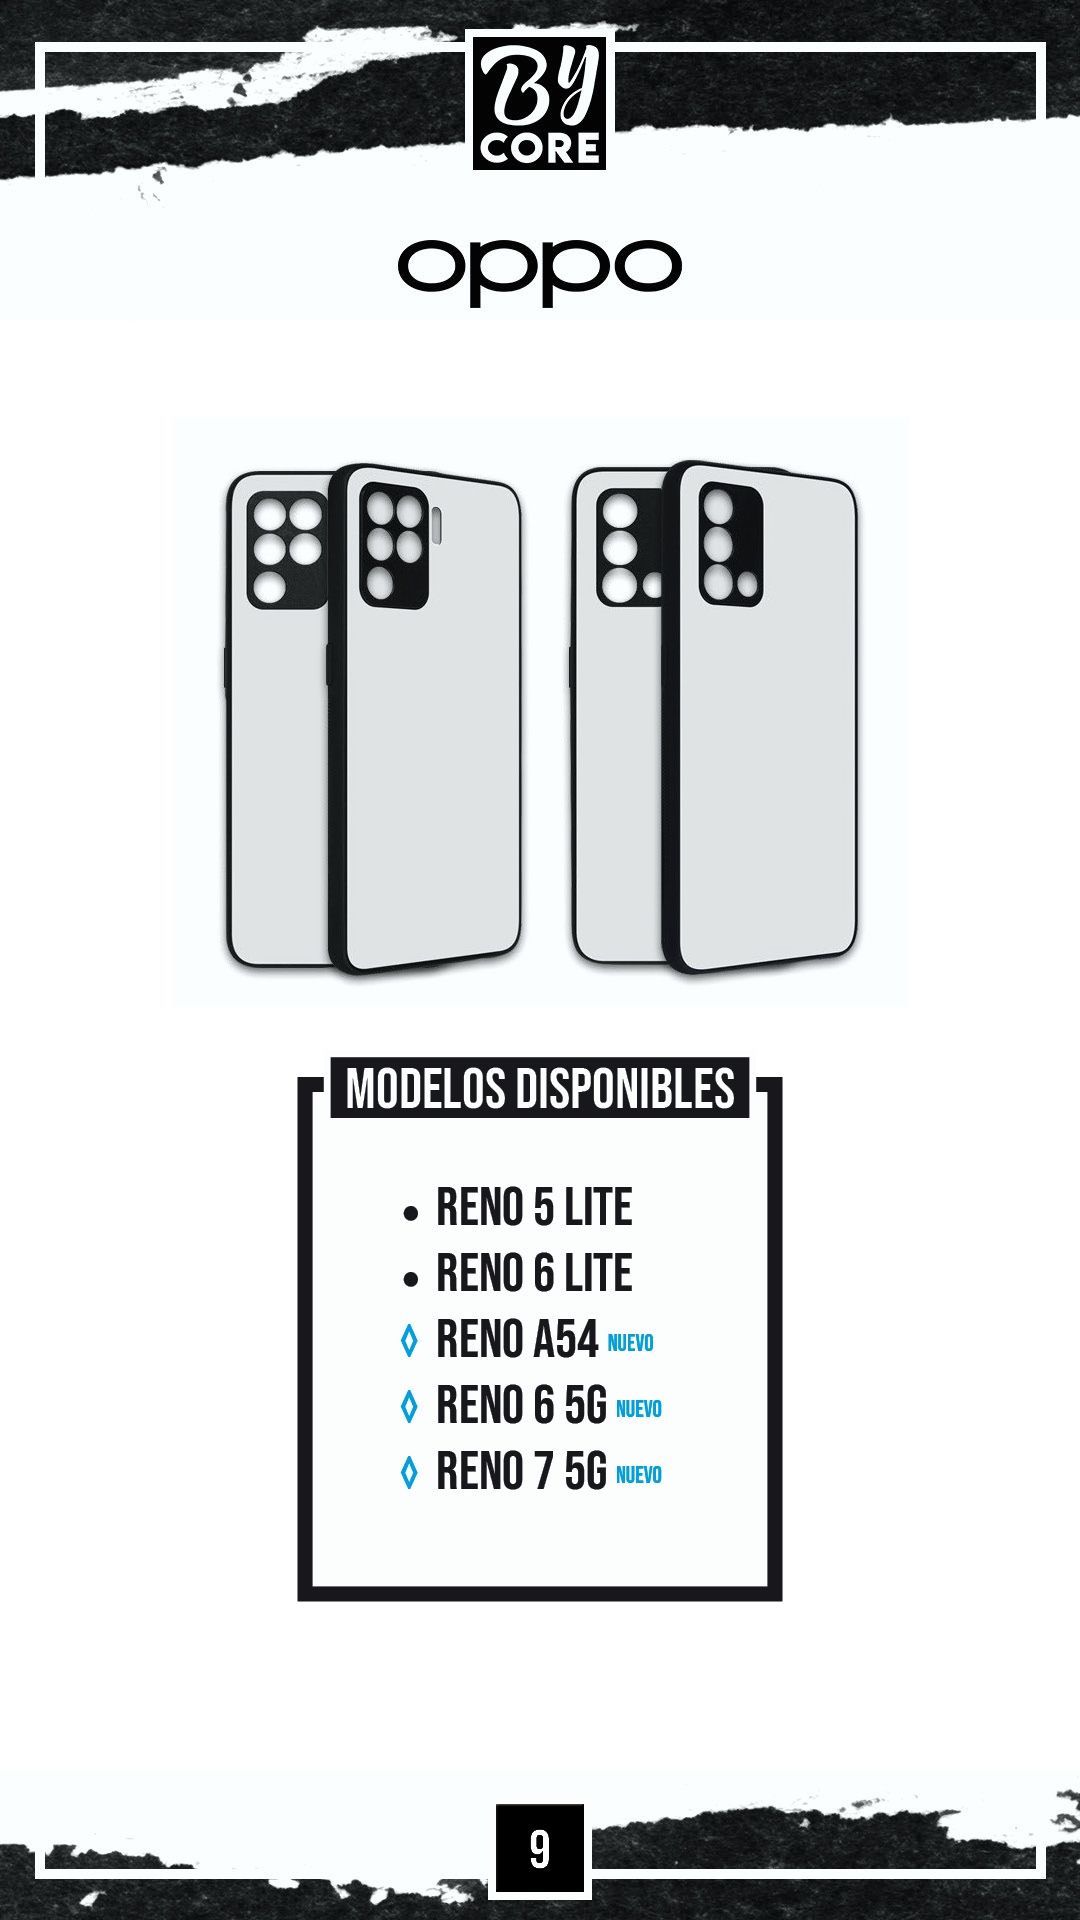 By
CORE
oppo
MODELOS DISPONIBLES
• RENO 5 LITE
• RENO 6 LITE
◊ RENO A54 NUEVO
◊ RENO 6 5G NUEVO
◊ RENO 7 5G NUEVO
9